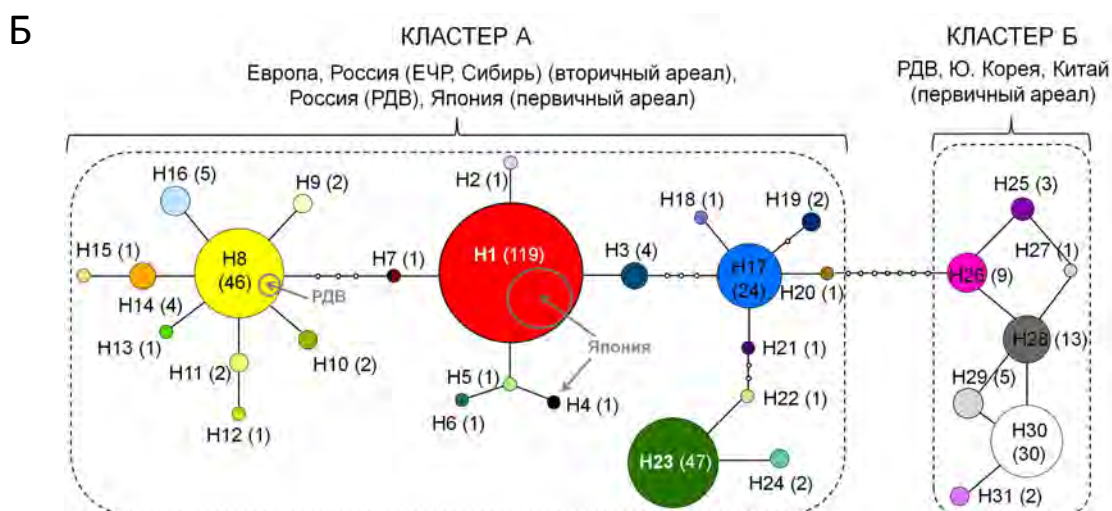 Б
КЛАСТЕР А
Европа, Россия (ЕЧР, Сибирь) (вторичный ареал),
Россия (РДВ), Япония (первичный ареал)
КЛАСТЕР Б
РДВ, Ю. Корея, Китай
(первичный ареал)
H16 (5)
H9 (2)
H15 (1)
H14 (4)
H8
(46)
РДВ
H13 (1)
H11 (2)
H10 (2)
H12 (1)
H7 (1)
H2 (1)
H1 (119)
Япония
H5 (1)
H6 (1)
H4 (1)
H3 (4)
H18 (1)
H19 (2)
H17
(24)
H20 (1)
H21 (1)
H22 (1)
H23 (47)
H24 (2)
H25 (3)
H27 (1)
H26 (9)
H28 (13)
H29 (5)
H30
(30)
H31 (2)